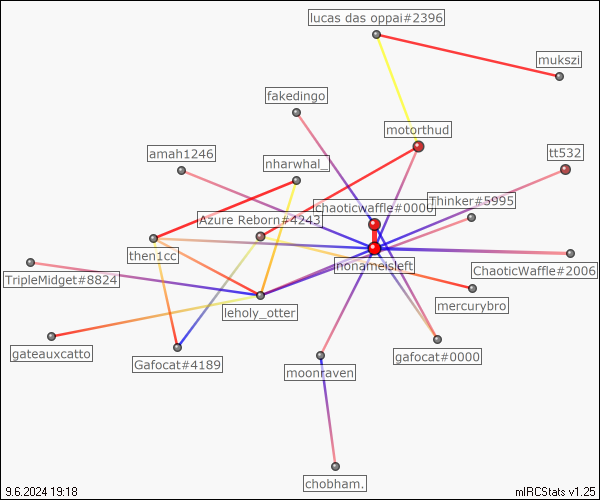 lucas das oppai#2396
mukszi
fakedingo
motorthud
amah1246
tt532
nharwhal_
Thinker#5995
chaoticwaffle#0000
Azure Reborn#4243
then1cc
nonameisleft
ChaoticWaffle#2006
TripleMidget#8824
mercurybro
leholy_otter
gateauxcatto
Gafocat#4189
gafocat#0000
moonraven
chobham.
9.6.2024 19:18
mIRCStats v1.25